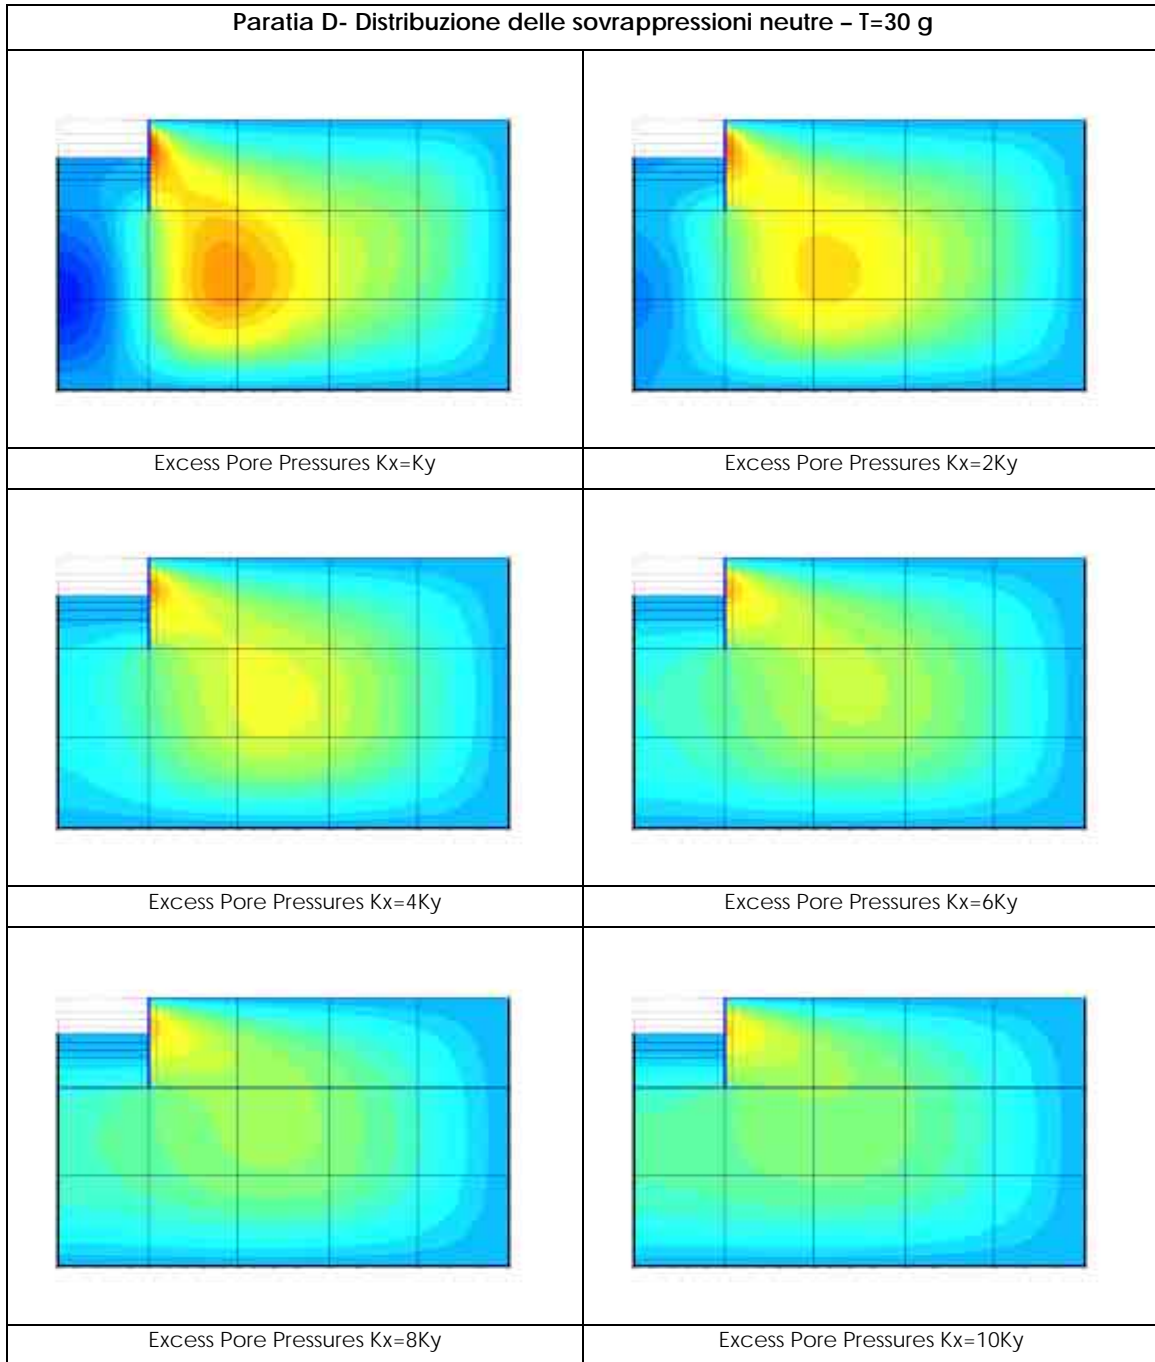 Paratia D- Distribuzione delle sovrappressioni neutre – T=30 g
Excess Pore Pressures Kx=Ky
Excess Pore Pressures Kx=2Ky
Excess Pore Pressures Kx=4Ky
Excess Pore Pressures Kx=6Ky
Excess Pore Pressures Kx=8Ky
Excess Pore Pressures Kx=10Ky